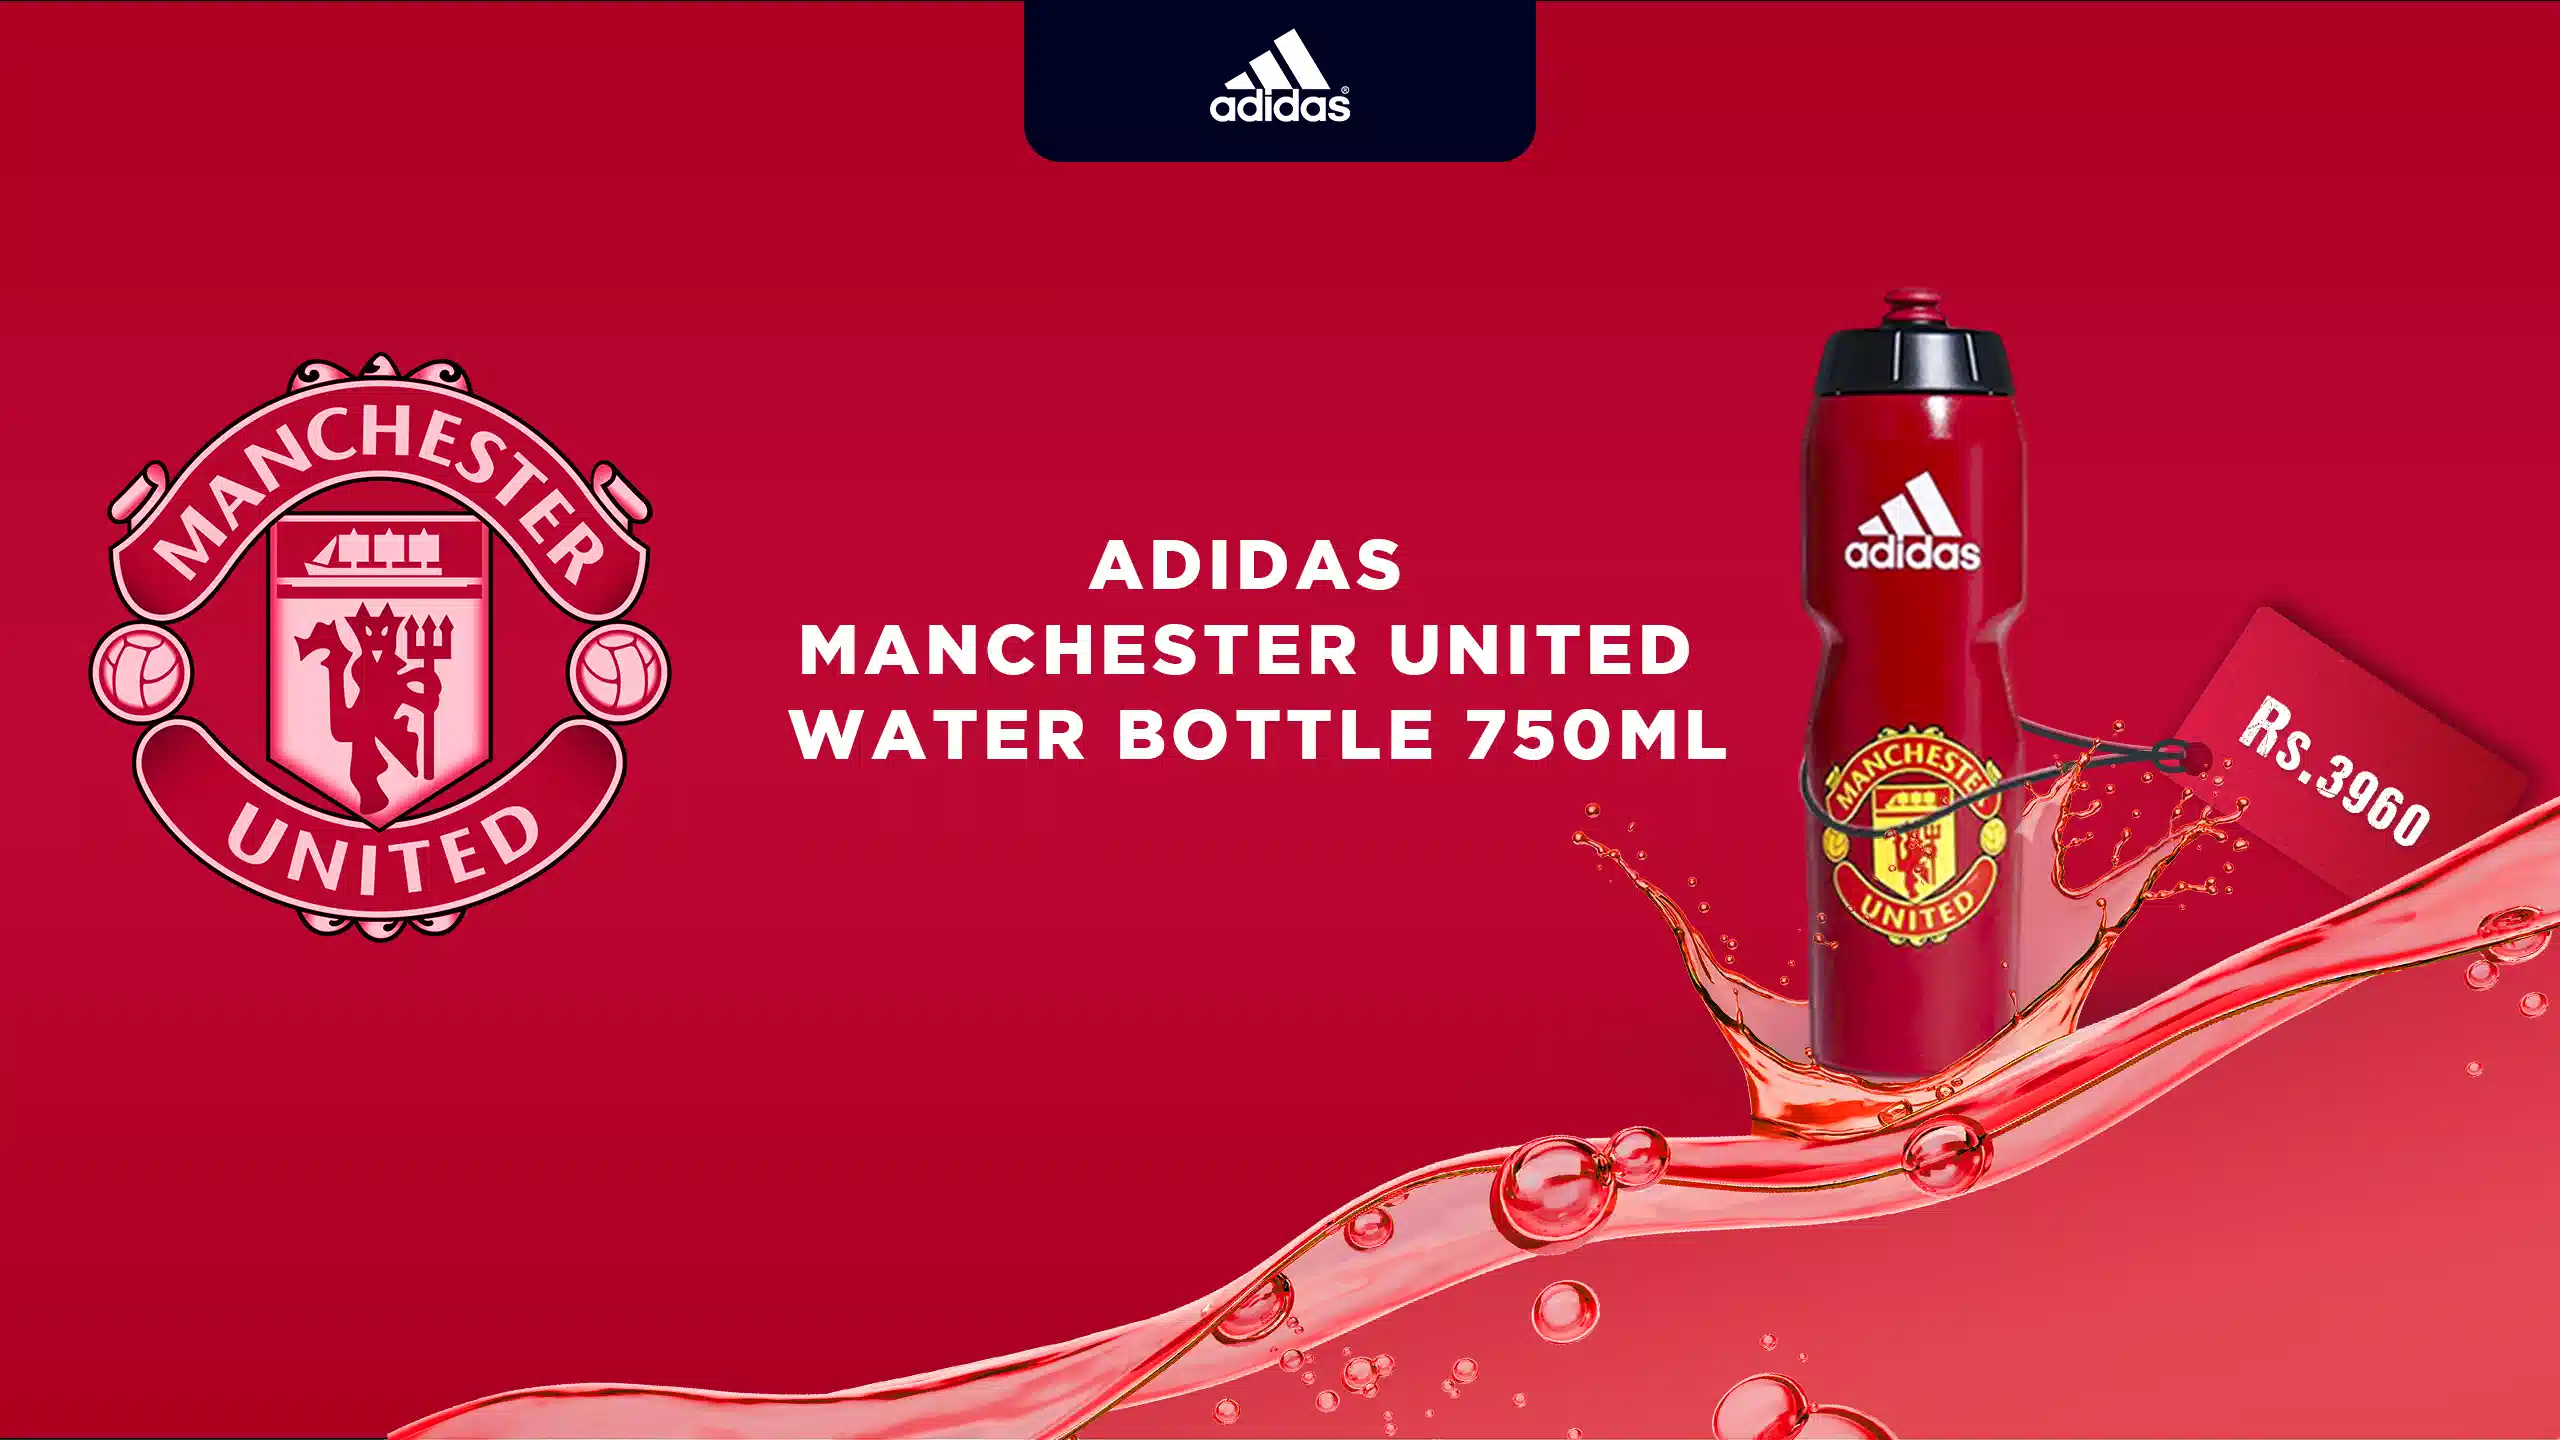 adidas
MANCHESTER
UNITED
ADIDAS
MANCHESTER UNITED
WATER BOTTLE 750ML
adidas
MANCHESTER
UNITED
Rs.3960